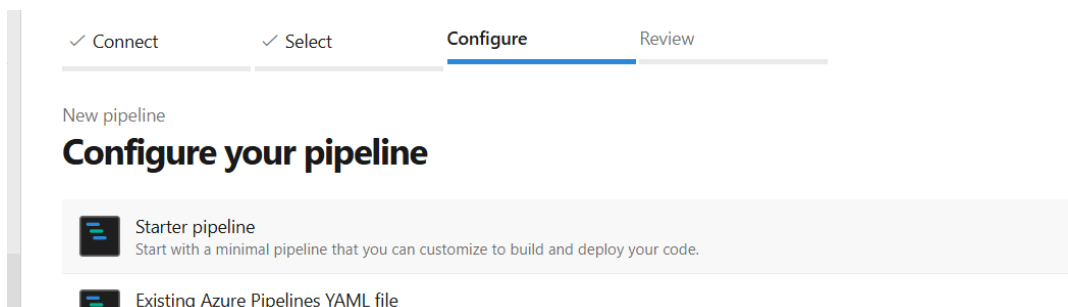 Connect
Select
Configure
Review
New pipeline
Configure your pipeline
Starter pipeline
Start with a minimal pipeline that you can customize to build and deploy your code.
Existing Azure Pipelines YAML file